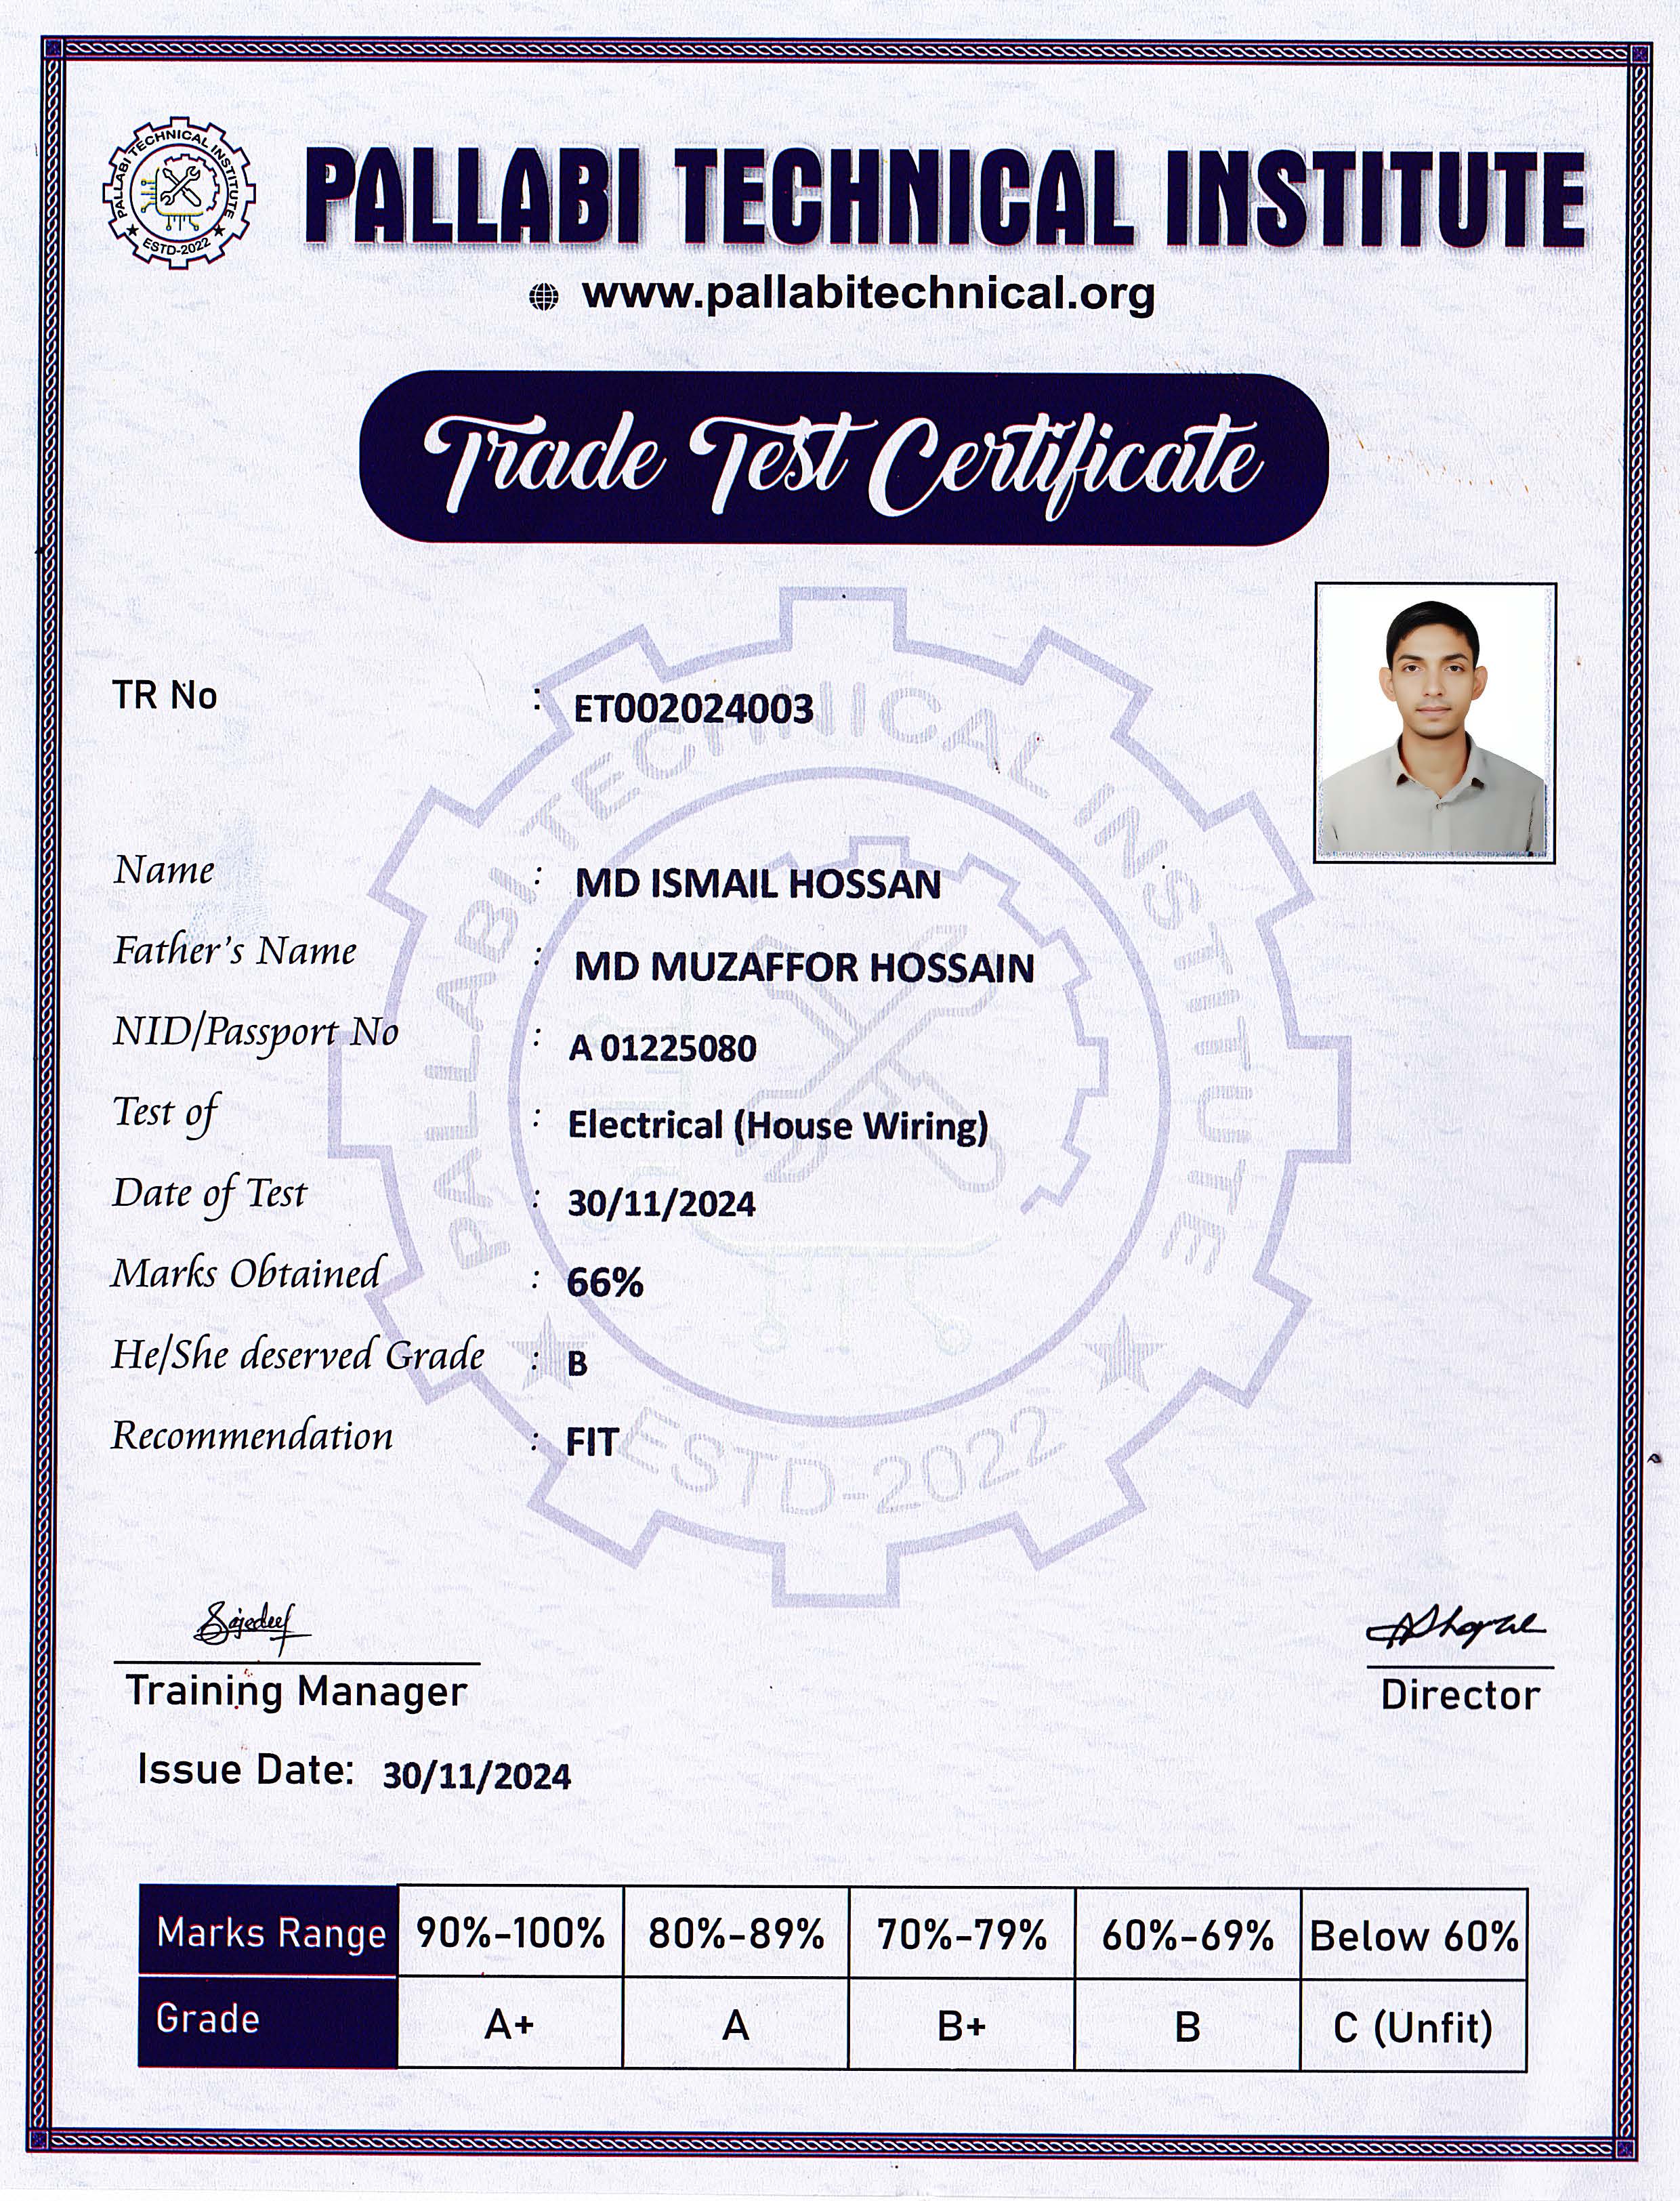 PALLABI TECHNICAL INSTITUTE
ESTD-2022
PALLABI TECHNICAL INSTITUTE
www.pallabitechnical.org
Trade Test Certificate
PALLABI TECHNICAL INSTITUTE
ESTD-2022
TR No : ET002024003
Name : MD ISMAIL HOSSAN
Father's Name : MD MUZAFFOR HOSSAIN
NID/Passport No : A 01225080
Test of : Electrical (House Wiring)
Date of Test : 30/11/2024
Marks Obtained : 66%
He/She deserved Grade : B
Recommendation : FIT
Training Manager
Director
Issue Date: 30/11/2024
Marks Range 90%-100% 80%-89% 70%-79% 60%-69% Below 60%
Grade A+ A B+ B C (Unfit)